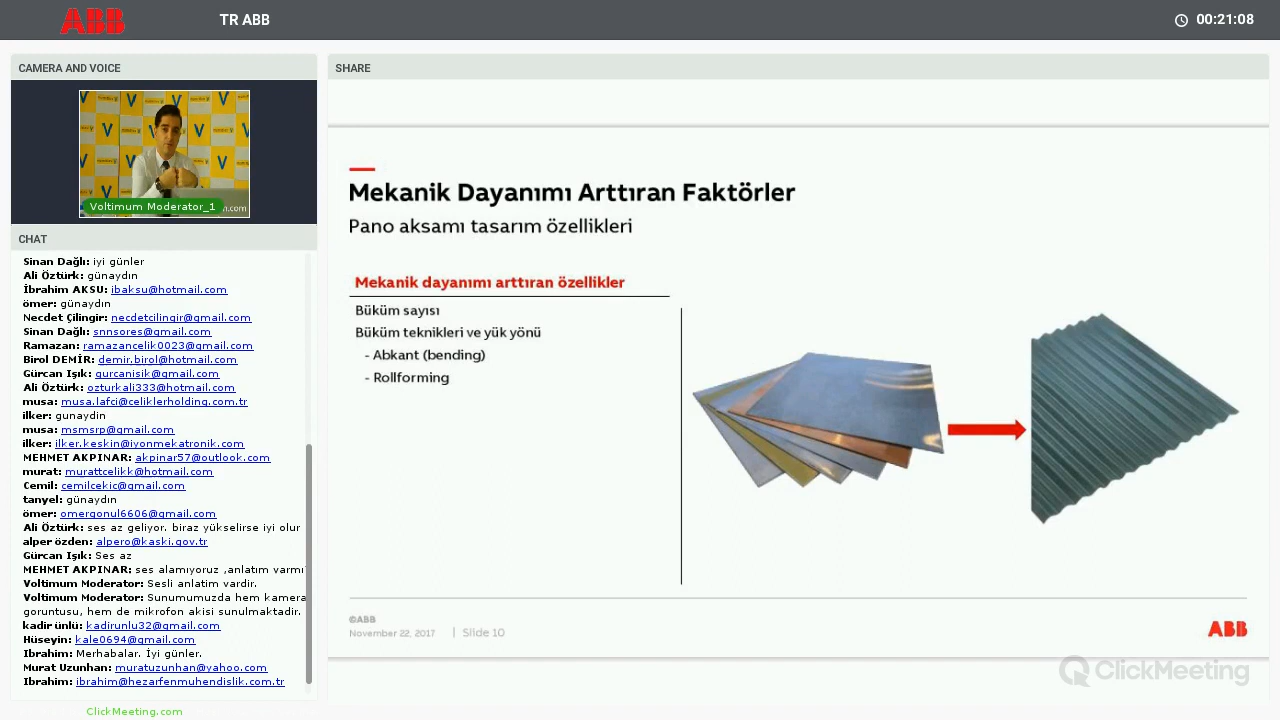 ABB
TR ABB
00:21:08
CAMERA AND VOICE
Voltimum Moderator_1
CHAT
Sinan Dağlı: iyi günler
Ali Öztürk: günaydın
İbrahim AKSU: ibaksu@hotmail.com
ömer: günaydın
Necdet Çilingir: necdetcilingir@gmail.com
Sinan Dağlı: snnsores@gmail.com
Ramazan: ramazancelik0023@gmail.com
Birol DEMİR: demir.birol@hotmail.com
Gürcan Işık: gurcanisik@gmail.com
Ali Öztürk: ozturkali333@hotmail.com
musa: musa.lafci@celiklerholding.com.tr
ilker: gunaydin
musa: msmsrp@gmail.com
ilker: ilker.keskin@iyonmekatronik.com
MEHMET AKPINAR: akpinar57@outlook.com
murat: murattcelikk@hotmail.com
Cemil: cemilcekic@gmail.com
tanyel: günaydın
ömer: omergonul6606@gmail.com
Ali Öztürk: ses az geliyor. biraz yükselirse iyi olur
alper özden: alpero@kaski.gov.tr
Gürcan Işık: Ses az
MEHMET AKPINAR: ses alamıyoruz ,anlatım varmı
Voltimum Moderator: Sesli anlatim vardir.
Voltimum Moderator: Sunumumuzda hem kamera
goruntusu, hem de mikrofon akisi sunulmaktadir.
kadir ünlü: kadirunlu32@gmail.com
Hüseyin: kale0694@gmail.com
Ibrahim: Merhabalar. İyi günler.
Murat Uzunhan: muratuzunhan@yahoo.com
Ibrahim: ibrahim@hezarfenmuhendislik.com.tr
ClickMeeting.com
SHARE
Mekanik Dayanımı Arttıran Faktörler
Pano aksamı tasarım özellikleri
Mekanik dayanımı arttıran özellikler
Büküm sayısı
Büküm teknikleri ve yük yönü
- Abkant (bending)
- Rollforming
©ABB
November 22, 2017 | Slide 10
ABB
ClickMeeting